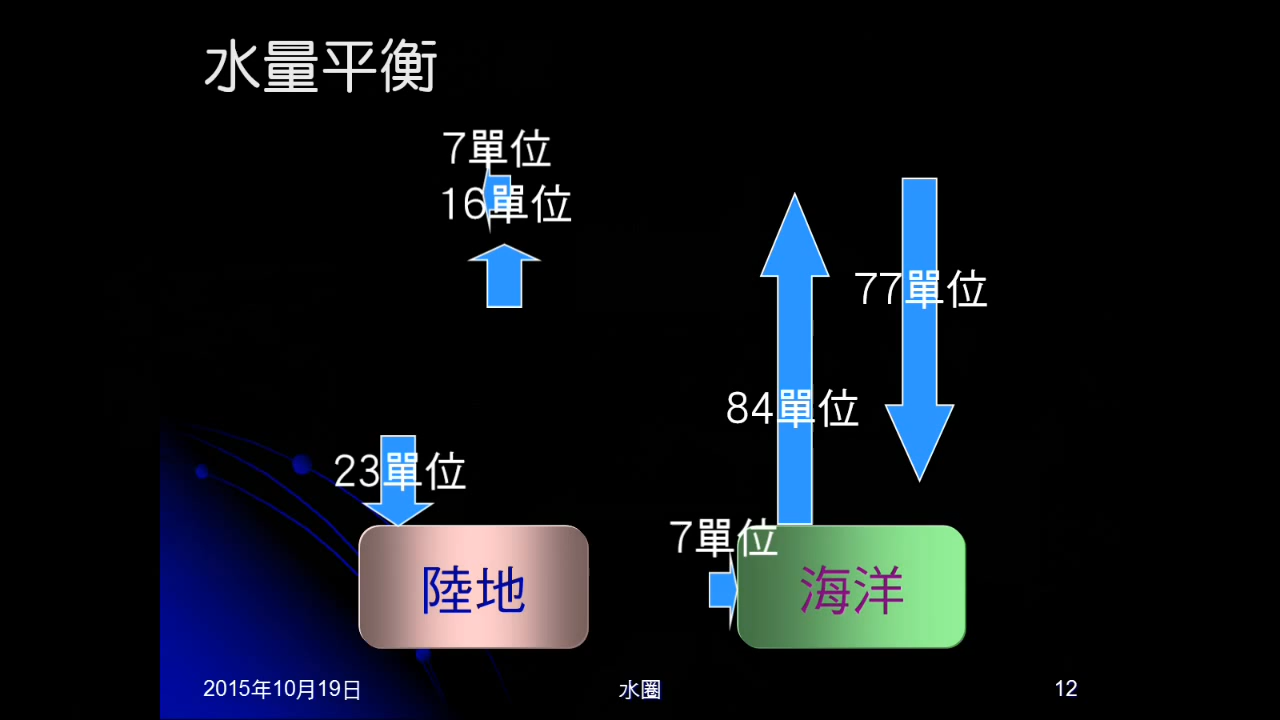 水量平衡
7單位
16單位
77單位
84單位
23單位
7單位
陸地
海洋
2015年10月19日
水圈
12